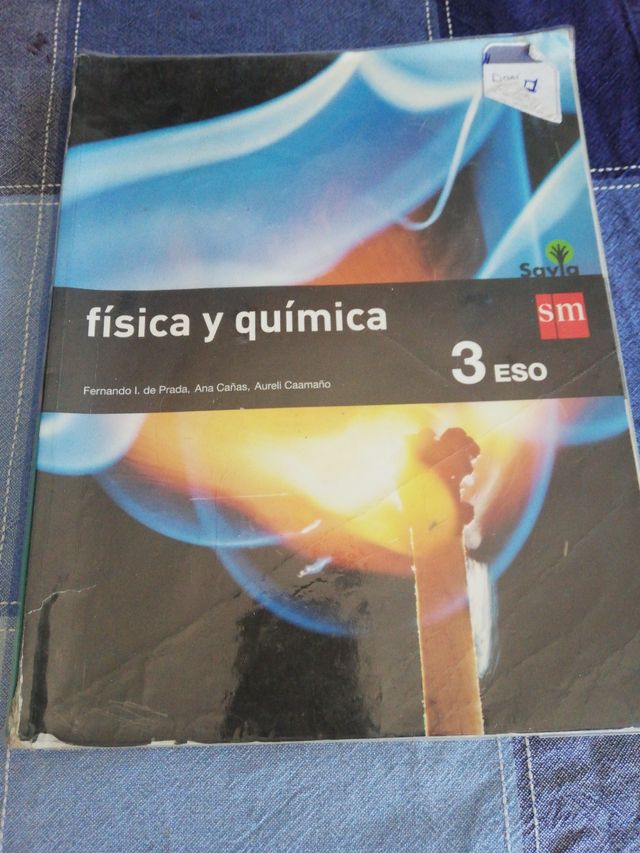 Savia
sm
física y química
3 ESO
Fernando I. de Prada, Ana Cañas, Aureli Caamaño